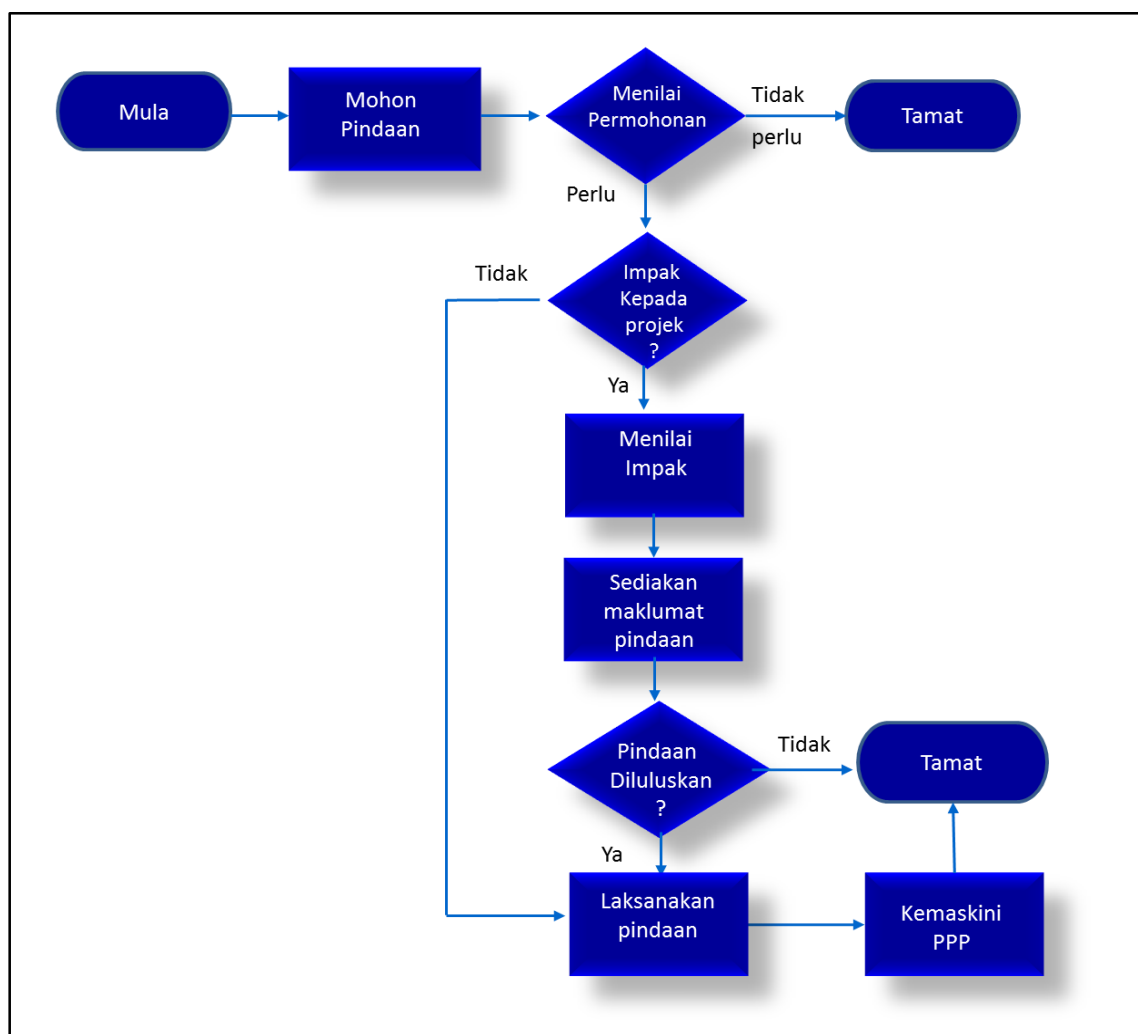 Mula
Mohon
Pindaan
Menilai
Permohonan
Tidak
perlu
Tamat
Perlu
Tidak
Impak
Kepada
projek
?
Ya
Menilai
Impak
Sediakan
maklumat
pindaan
Pindaan
Diluluskan
?
Tidak
Tamat
Ya
Laksanakan
pindaan
Kemaskini
PPP